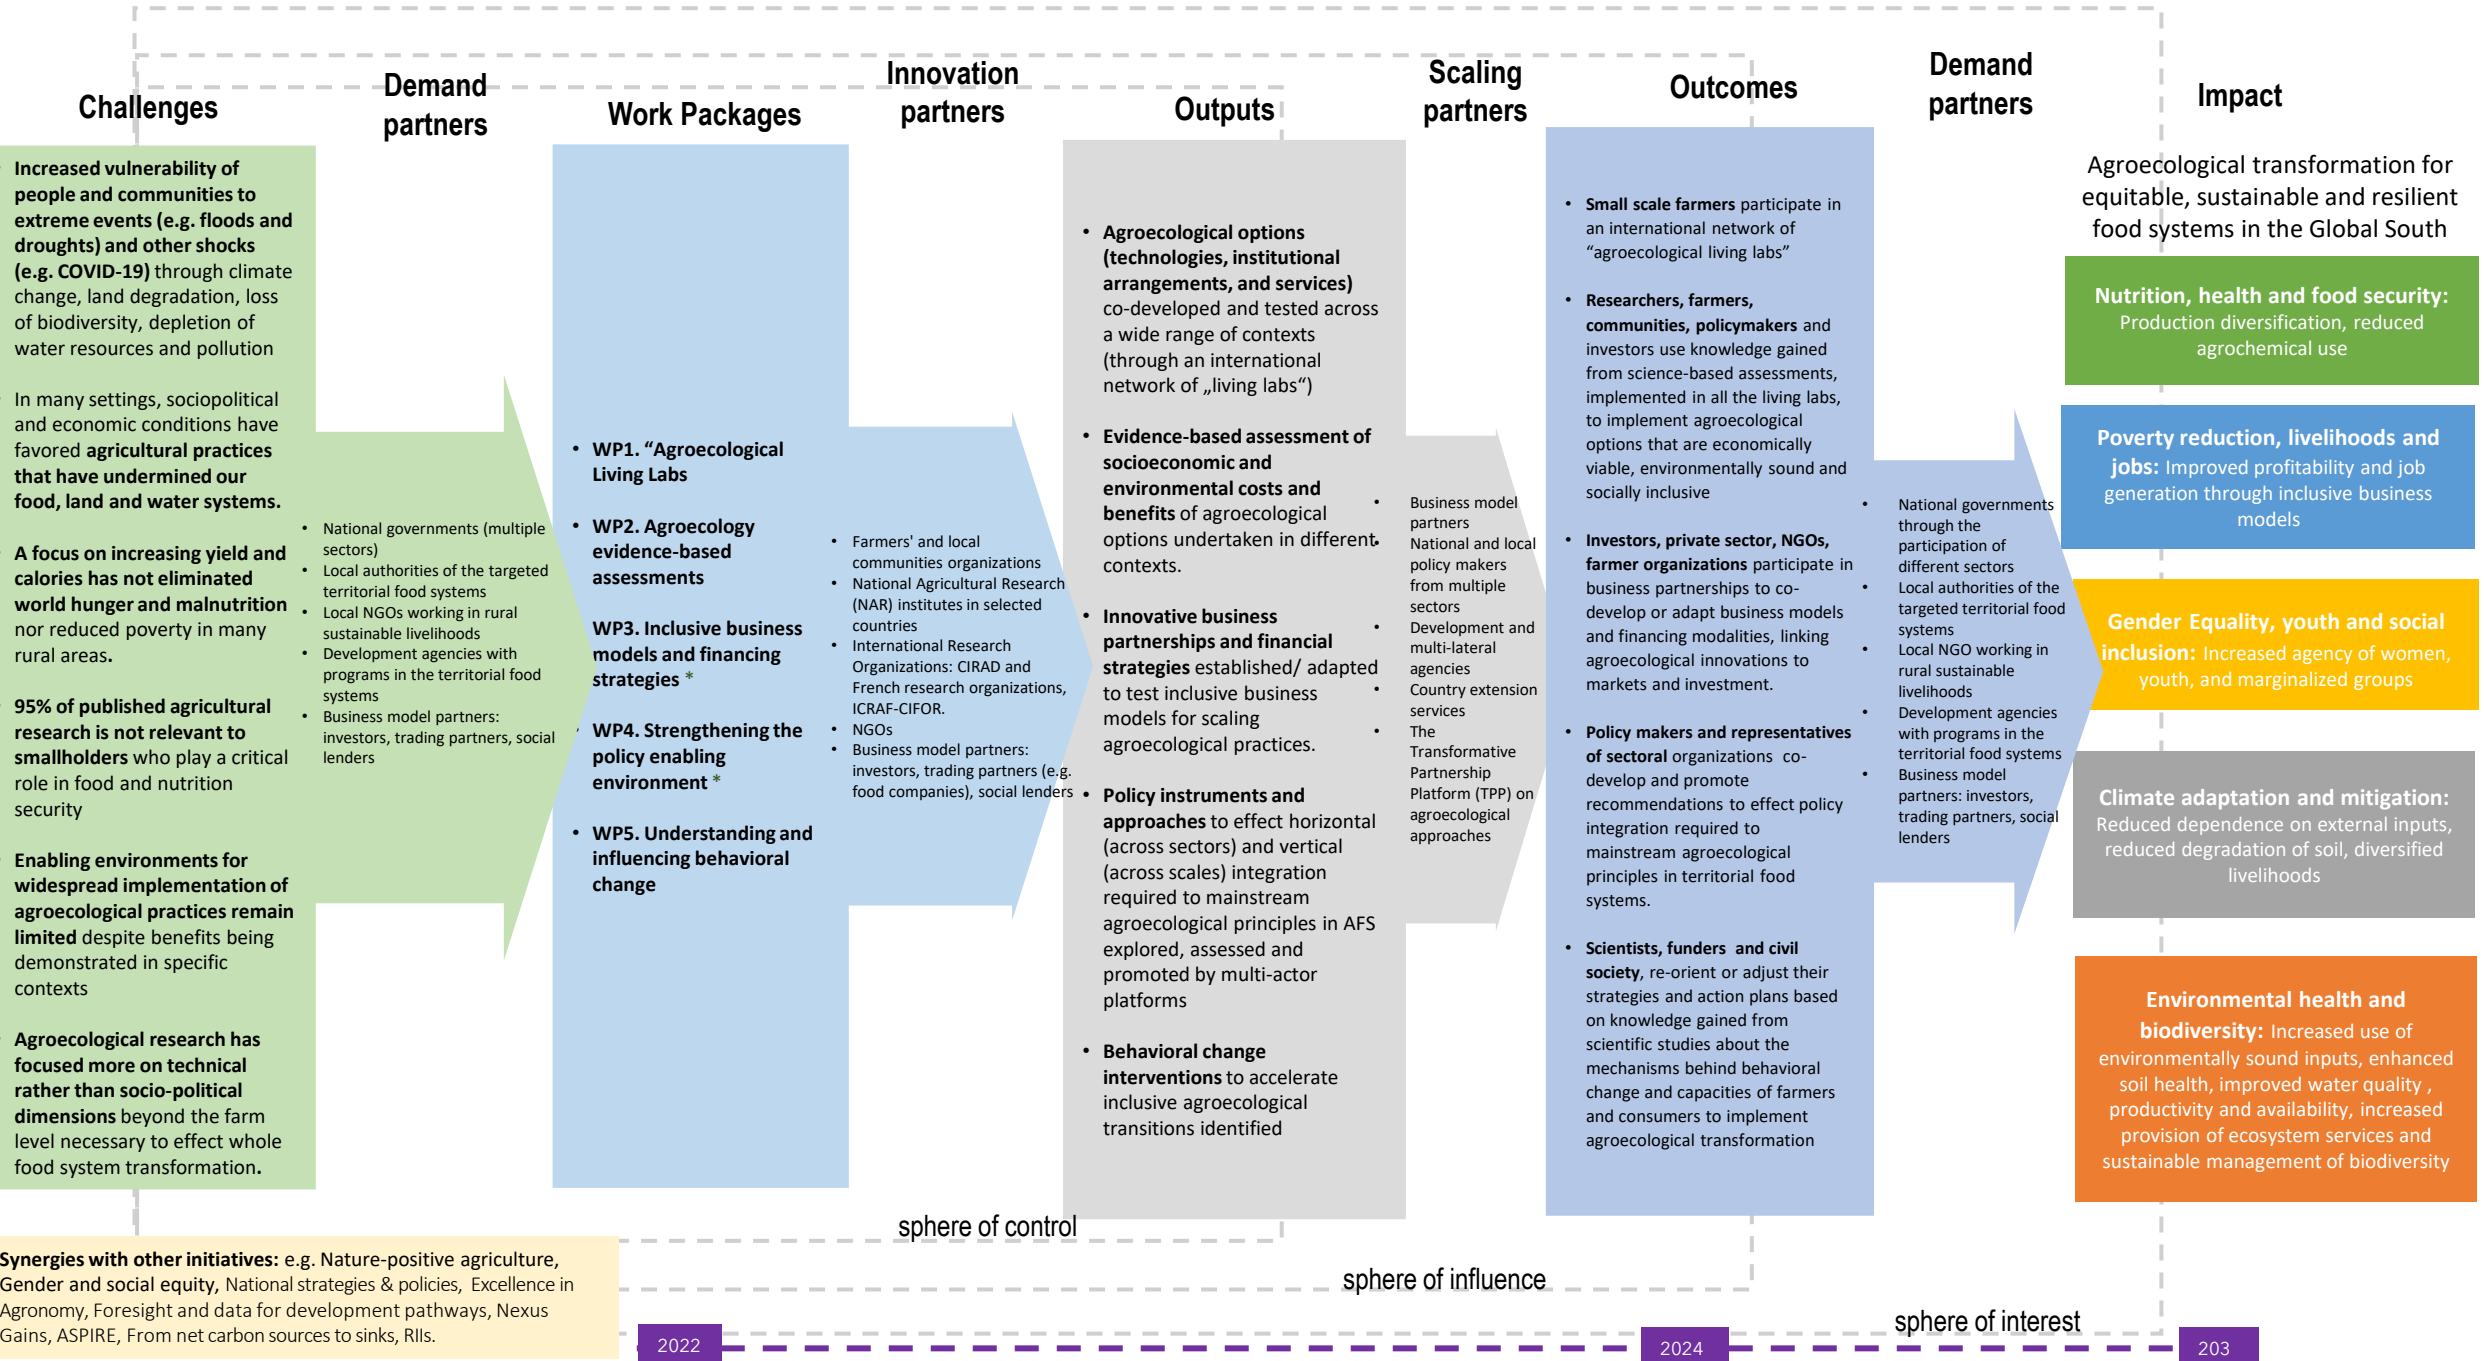 Challenges
• Increased vulnerability of
people and communities to
extreme events (e.g. floods and
droughts) and other shocks
(e.g. COVID-19) through climate
change, land degradation, loss
of biodiversity, depletion of
water resources and pollution
• In many settings, sociopolitical
and economic conditions have
favored agricultural practices
that have undermined our
food, land and water systems.
• A focus on increasing yield and
calories has not eliminated
world hunger and malnutrition
nor reduced poverty in many
rural areas.
• 95% of published agricultural
research is not relevant to
smallholders who play a critical
role in food and nutrition
security
• Enabling environments for
widespread implementation of
agroecological practices remain
limited despite benefits being
demonstrated in specific
contexts
• Agroecological research has
focused more on technical
rather than socio-political
dimensions beyond the farm
level necessary to effect whole
food system transformation.
Demand
partners
• National governments (multiple
sectors)
• Local authorities of the targeted
territorial food systems
• Local NGOs working in rural
sustainable livelihoods
• Development agencies with
programs in the territorial food
systems
• Business model partners:
investors, trading partners, social
lenders
Work Packages
• WP1. “Agroecological
Living Labs
• WP2. Agroecology
evidence-based
assessments
WP3. Inclusive business
models and financing
strategies *
WP4. Strengthening the
policy enabling
environment *
• WP5. Understanding and
influencing behavioral
change
Innovation
partners
• Farmers' and local
communities organizations
• National Agricultural Research
(NAR) institutes in selected
countries
• International Research
Organizations: CIRAD and
French research organizations,
ICRAF-CIFOR.
• NGOs
• Business model partners:
investors, trading partners (e.g.
food companies), social lenders
Outputs
• Agroecological options
(technologies, institutional
arrangements, and services)
co-developed and tested across
a wide range of contexts
(through an international
network of „living labs“)
• Evidence-based assessment of
socioeconomic and
environmental costs and
benefits of agroecological
options undertaken in different
contexts.
• Innovative business
partnerships and financial
strategies established/ adapted
to test inclusive business
models for scaling
agroecological practices.
• Policy instruments and
approaches to effect horizontal
(across sectors) and vertical
(across scales) integration
required to mainstream
agroecological principles in AFS
explored, assessed and
promoted by multi-actor
platforms
• Behavioral change
interventions to accelerate
inclusive agroecological
transitions identified
Scaling
partners
• Business model
partners
• National and local
policy makers
from multiple
sectors
• Development and
multi-lateral
agencies
• Country extension
services
• The
Transformative
Partnership
Platform (TPP) on
agroecological
approaches
Outcomes
• Small scale farmers participate in
an international network of
“agroecological living labs”
• Researchers, farmers,
communities, policymakers and
investors use knowledge gained
from science-based assessments,
implemented in all the living labs,
to implement agroecological
options that are economically
viable, environmentally sound and
socially inclusive
• Investors, private sector, NGOs,
farmer organizations participate in
business partnerships to co-
develop or adapt business models
and financing modalities, linking
agroecological innovations to
markets and investment.
• Policy makers and representatives
of sectoral organizations co-
develop and promote
recommendations to effect policy
integration required to
mainstream agroecological
principles in territorial food
systems.
• Scientists, funders and civil
society, re-orient or adjust their
strategies and action plans based
on knowledge gained from
scientific studies about the
mechanisms behind behavioral
change and capacities of farmers
and consumers to implement
agroecological transformation
Demand
partners
• National governments
through the
participation of
different sectors
• Local authorities of the
targeted territorial food
systems
• Local NGO working in
rural sustainable
livelihoods
• Development agencies
with programs in the
territorial food systems
• Business model
partners: investors,
trading partners, social
lenders
Impact
Agroecological transformation for
equitable, sustainable and resilient
food systems in the Global South
Nutrition, health and food security:
Production diversification, reduced
agrochemical use
Poverty reduction, livelihoods and
jobs: Improved profitability and job
generation through inclusive business
models
Gender Equality, youth and social
inclusion: Increased agency of women,
youth, and marginalized groups
Climate adaptation and mitigation:
Reduced dependence on external inputs,
reduced degradation of soil, diversified
livelihoods
Environmental health and
biodiversity: Increased use of
environmentally sound inputs, enhanced
soil health, improved water quality ,
productivity and availability, increased
provision of ecosystem services and
sustainable management of biodiversity
sphere of control
sphere of influence
sphere of interest
Synergies with other initiatives: e.g. Nature-positive agriculture,
Gender and social equity, National strategies & policies, Excellence in
Agronomy, Foresight and data for development pathways, Nexus
Gains, ASPIRE, From net carbon sources to sinks, RIIs.
2022
2024
203